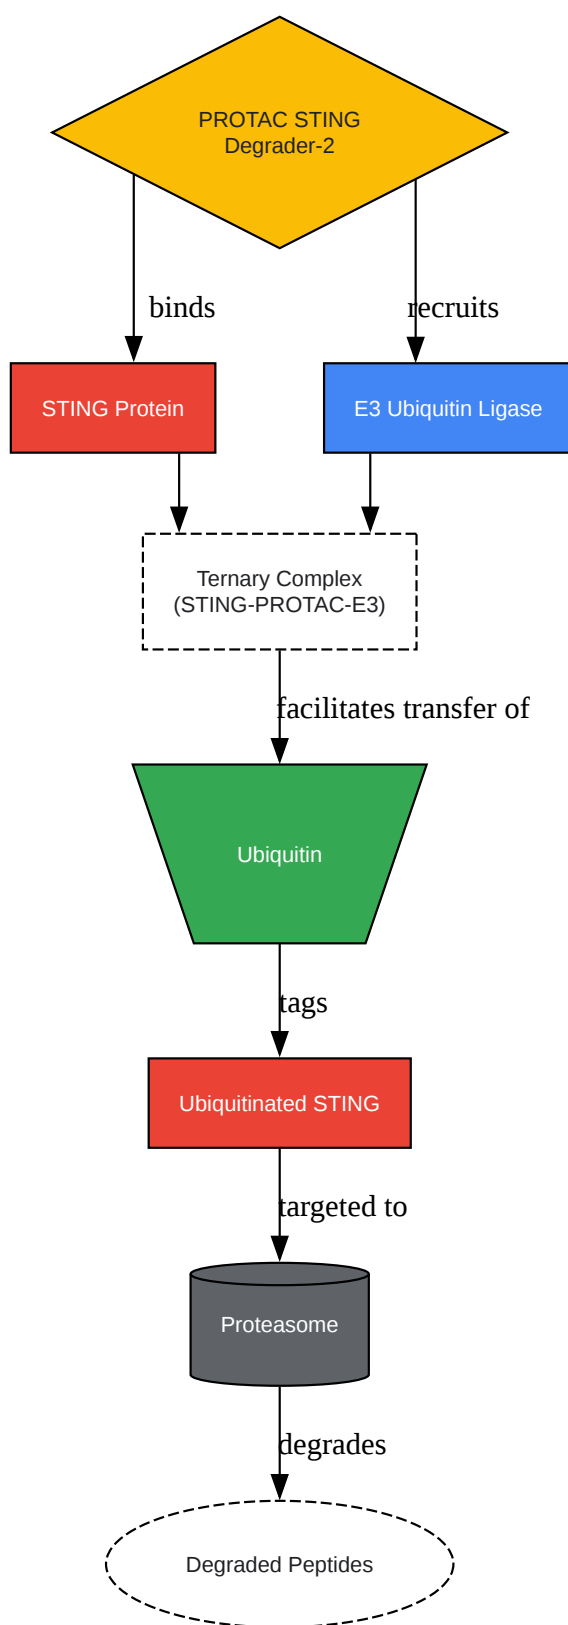 PROTAC STING
Degrader-2
binds
recruits
STING Protein
E3 Ubiquitin Ligase
Ternary Complex
(STING-PROTAC-E3)
facilitates transfer of
Ubiquitin
tags
Ubiquitinated STING
targeted to
Proteasome
degrades
Degraded Peptides